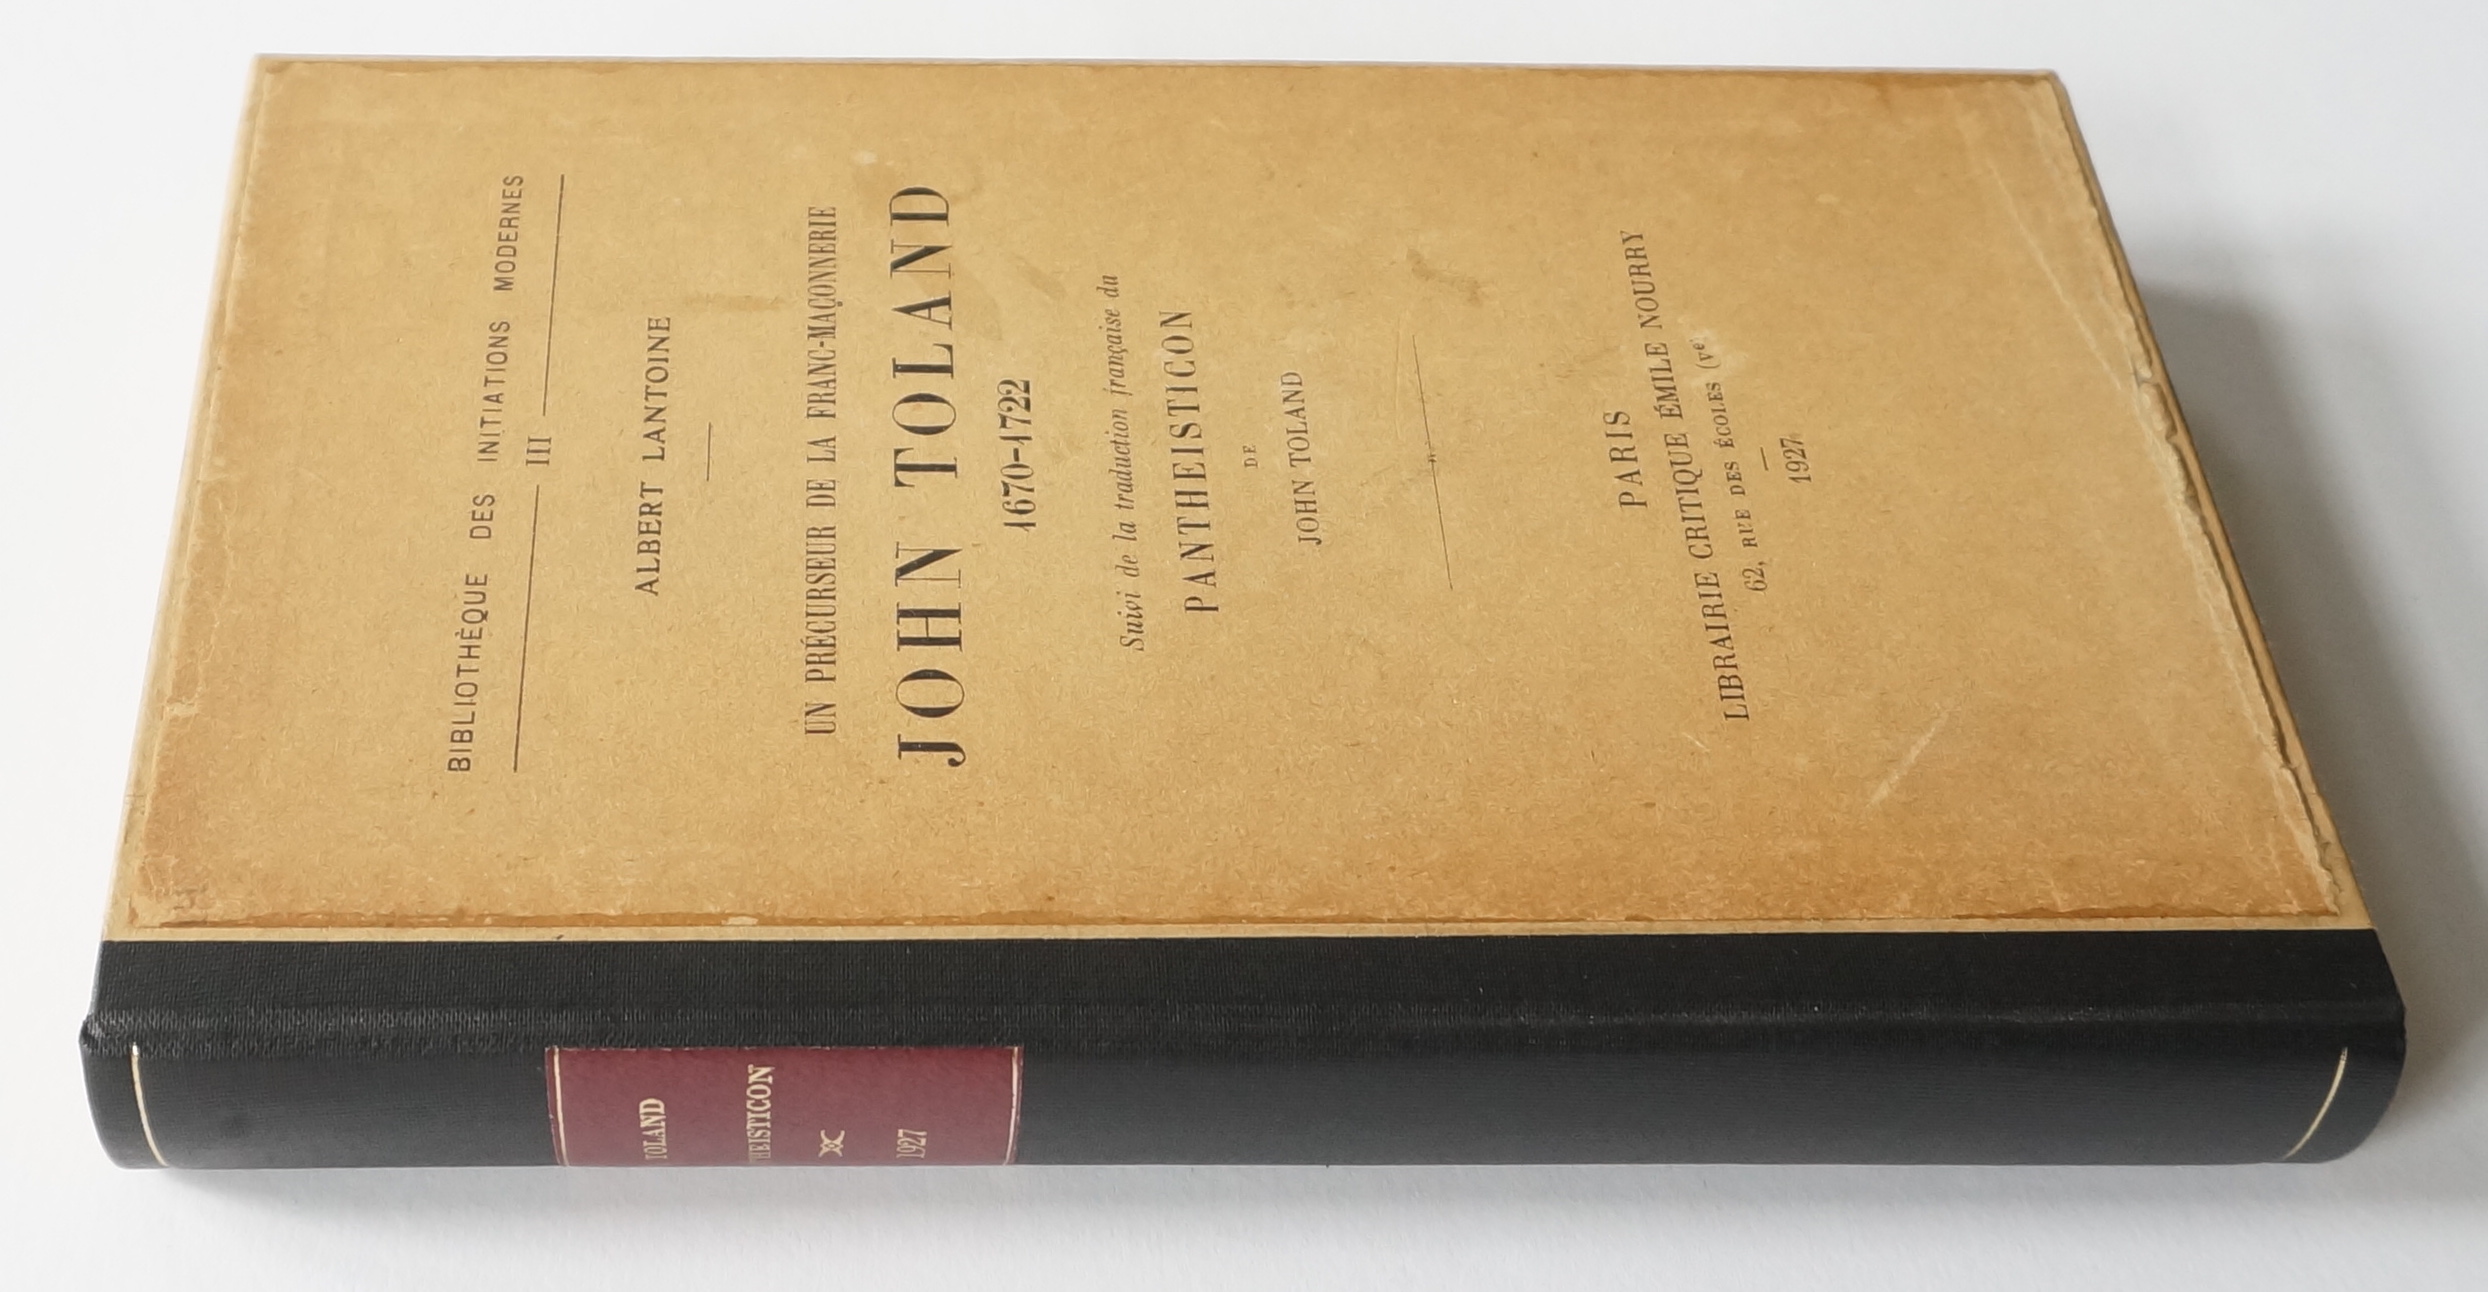 BIBLIOTHÈQUE DES INITIATIONS MODERNES
III
ALBERT LANTOINE
UN PRÉCURSEUR DE LA FRANC-MAÇONNERIE
JOHN TOLAND
1670-1722
Suivi de la traduction française du
PANTHEISTICON
DE
JOHN TOLAND
PARIS
LIBRAIRIE CRITIQUE ÉMILE NOURRY
62, RUE DES ÉCOLES (Ve)
1927
TOLAND
THEISTICON
1927